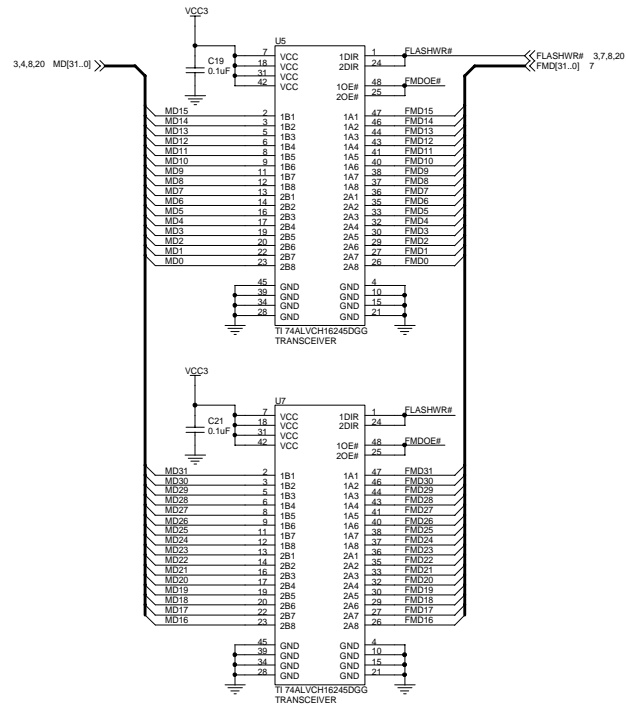 VCC3
U5
7 VCC 1DIR 1 FLASHWR# FLASHWR# 3,7,8,20
3,4,8,20 MD[31..0] C19 18 VCC 2DIR 24 FMD[31..0] 7
0.1uF 31 VCC
42 VCC 1OE# 48 FMDOE#
2OE# 25
MD15 2 1B1 1A1 47 FMD15
MD14 3 1B2 1A2 46 FMD14
MD13 5 1B3 1A3 44 FMD13
MD12 6 1B4 1A4 43 FMD12
MD11 8 1B5 1A5 41 FMD11
MD10 9 1B6 1A6 40 FMD10
MD9 11 1B7 1A7 38 FMD9
MD8 12 1B8 1A8 37 FMD8
MD7 13 2B1 2A1 36 FMD7
MD6 14 2B2 2A2 35 FMD6
MD5 16 2B3 2A3 33 FMD5
MD4 17 2B4 2A4 32 FMD4
MD3 19 2B5 2A5 30 FMD3
MD2 20 2B6 2A6 29 FMD2
MD1 22 2B7 2A7 27 FMD1
MD0 23 2B8 2A8 26 FMD0
45 GND GND 4
39 GND GND 10
34 GND GND 15
28 GND GND 21
TI 74ALVCH16245DGG
TRANSCEIVER
VCC3
U7
7 VCC 1DIR 1 FLASHWR#
C21 18 VCC 2DIR 24
0.1uF 31 VCC
42 VCC 1OE# 48 FMDOE#
2OE# 25
MD31 2 1B1 1A1 47 FMD31
MD30 3 1B2 1A2 46 FMD30
MD29 5 1B3 1A3 44 FMD29
MD28 6 1B4 1A4 43 FMD28
MD27 8 1B5 1A5 41 FMD27
MD26 9 1B6 1A6 40 FMD26
MD25 11 1B7 1A7 38 FMD25
MD24 12 1B8 1A8 37 FMD24
MD23 13 2B1 2A1 36 FMD23
MD22 14 2B2 2A2 35 FMD22
MD21 16 2B3 2A3 33 FMD21
MD20 17 2B4 2A4 32 FMD20
MD19 19 2B5 2A5 30 FMD19
MD18 20 2B6 2A6 29 FMD18
MD17 22 2B7 2A7 27 FMD17
MD16 23 2B8 2A8 26 FMD16
45 GND GND 4
39 GND GND 10
34 GND GND 15
28 GND GND 21
TI 74ALVCH16245DGG
TRANSCEIVER